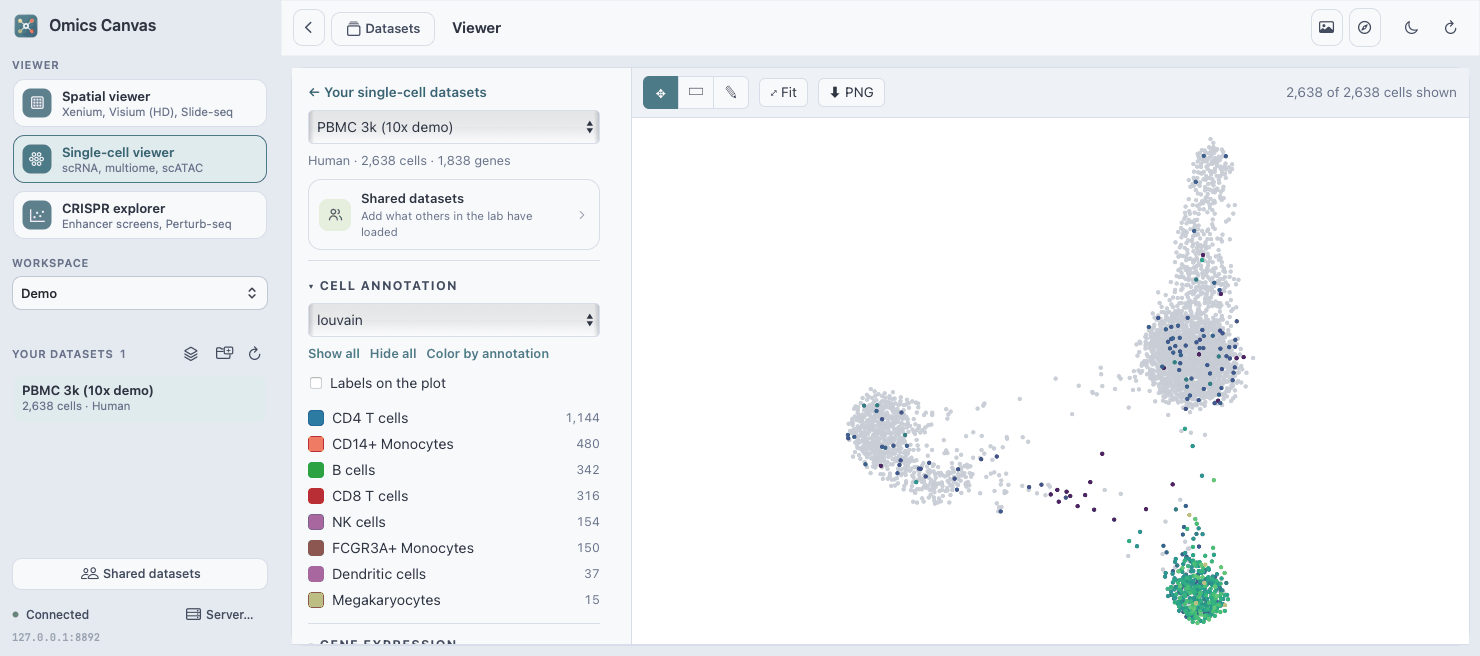 Omics Canvas
VIEWER
Spatial viewer
Xenium, Visium (HD), Slide-seq
Single-cell viewer
scRNA, multiome, scATAC
CRISPR explorer
Enhancer screens, Perturb-seq
WORKSPACE
Demo
YOUR DATASETS 1
PBMC 3k (10x demo)
2,638 cells · Human
Shared datasets
Connected
Server...
127.0.0.1:8892
Datasets
Viewer
← Your single-cell datasets
PBMC 3k (10x demo)
Human · 2,638 cells · 1,838 genes
Shared datasets
Add what others in the lab have
loaded
CELL ANNOTATION
louvain
Show all Hide all Color by annotation
Labels on the plot
CD4 T cells 1,144
CD14+ Monocytes 480
B cells 342
CD8 T cells 316
NK cells 154
FCGR3A+ Monocytes 150
Dendritic cells 37
Megakaryocytes 15
GENE EXPRESSION
Fit
PNG
2,638 of 2,638 cells shown